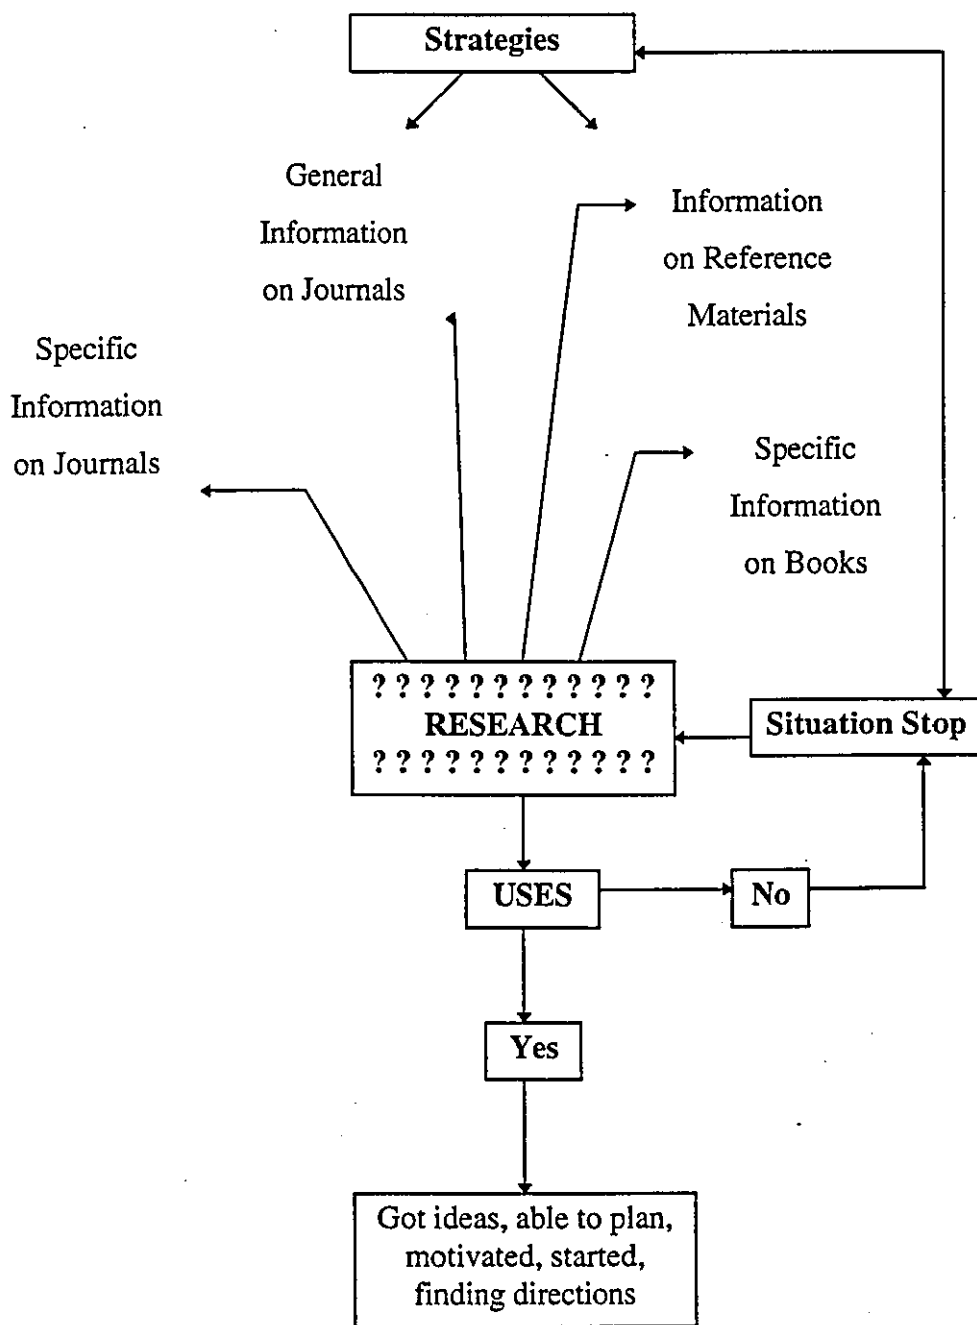 Strategies
General
Information
on Journals
Information
on Reference
Materials
Specific
Information
on Journals
Specific
Information
on Books
? ? ? ? ? ? ? ? ? ? ? ?
RESEARCH
? ? ? ? ? ? ? ? ? ? ? ?
Situation Stop
USES
No
Yes
Got ideas, able to plan,
motivated, started,
finding directions